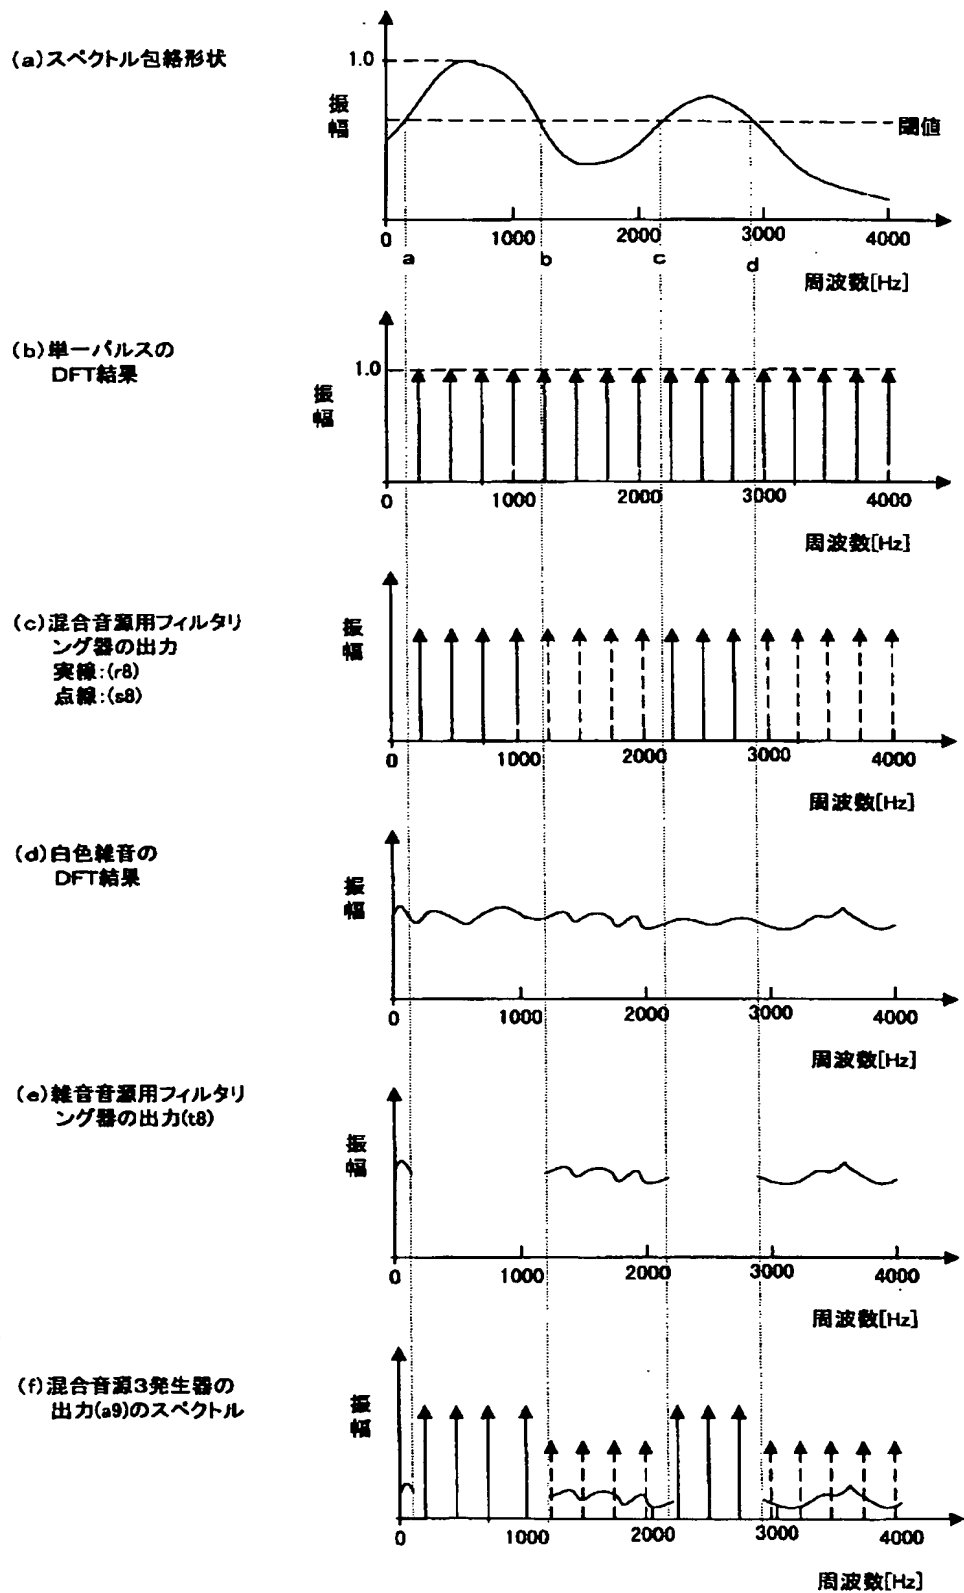 (a)スペクトル包絡形状
1.0
振
幅
閾値
0 1000 2000 3000 4000
a b c d
周波数[Hz]
(b)単一パルスの
DFT結果
1.0
振
幅
0 1000 2000 3000 4000
周波数[Hz]
(c)混合音源用フィルタリ
ング器の出力
実線:(r8)
点線:(s8)
振
幅
0 1000 2000 3000 4000
周波数[Hz]
(d)白色雑音の
DFT結果
振
幅
0 1000 2000 3000 4000
周波数[Hz]
(e)雑音音源用フィルタリ
ング器の出力(t8)
振
幅
0 1000 2000 3000 4000
周波数[Hz]
(f)混合音源3発生器の
出力(a9)のスペクトル
振
幅
0 1000 2000 3000 4000
周波数[Hz]